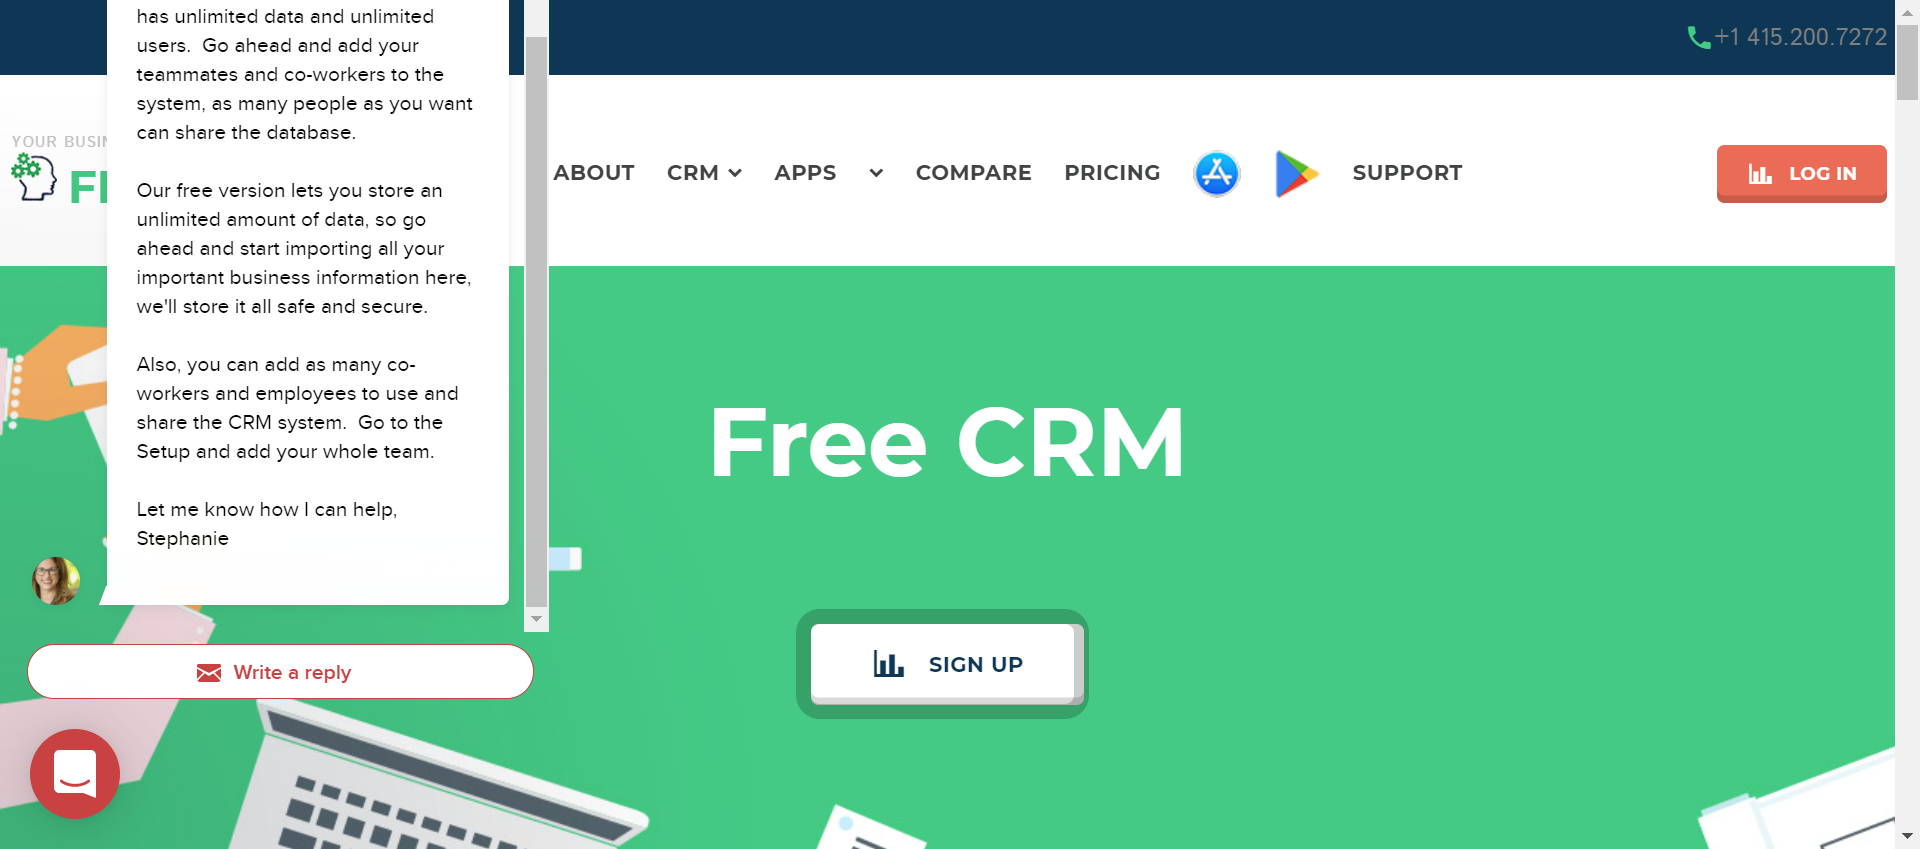 has unlimited data and unlimited
users. Go ahead and add your
teammates and co-workers to the
system, as many people as you want
can share the database.
Our free version lets you store an
unlimited amount of data, so go
ahead and start importing all your
important business information here,
we'll store it all safe and secure.
Also, you can add as many co-
workers and employees to use and
share the CRM system. Go to the
Setup and add your whole team.
Let me know how I can help,
Stephanie
Write a reply
+1 415.200.7272
YOUR
ABOUT CRM APPS COMPARE PRICING SUPPORT
LOG IN
Free CRM
SIGN UP